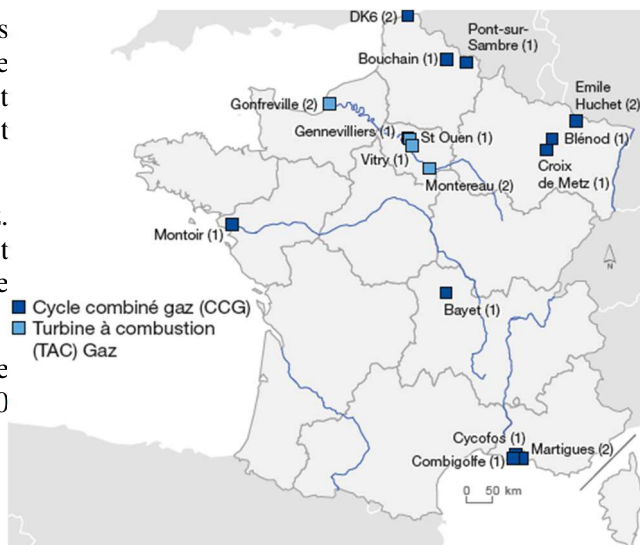 DK6 (2)
Pont-sur-
Sambre (1)
Bouchain (1)
Emile
Huchet (2)
Gonfreville (2)
Gennevilliers (1)
St Ouen (1)
Blénod (1)
Vitry (1)
Croix
de Metz (1)
Montereau (2)
Montoir (1)
N
Cycle combiné gaz (CCG)
Turbine à combustion
(TAC) Gaz
Bayet (1)
Cycofos (1)
Martigues (2)
Combigolfe (1)
0 50 km
s
e
t
t
.
t
e
e
0